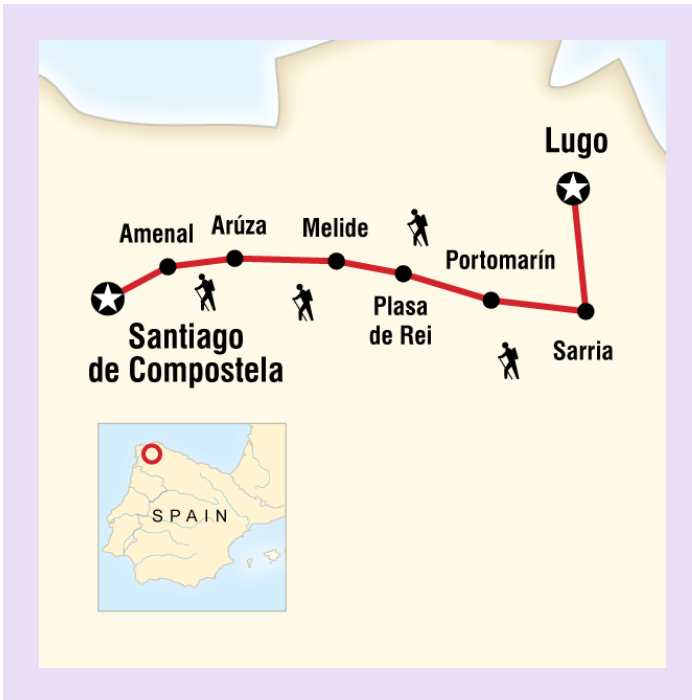 Lugo
Amenal
Arúza
Melide
Portomarín
Plasa
de Rei
Santiago
de Compostela
Sarria
SPAIN